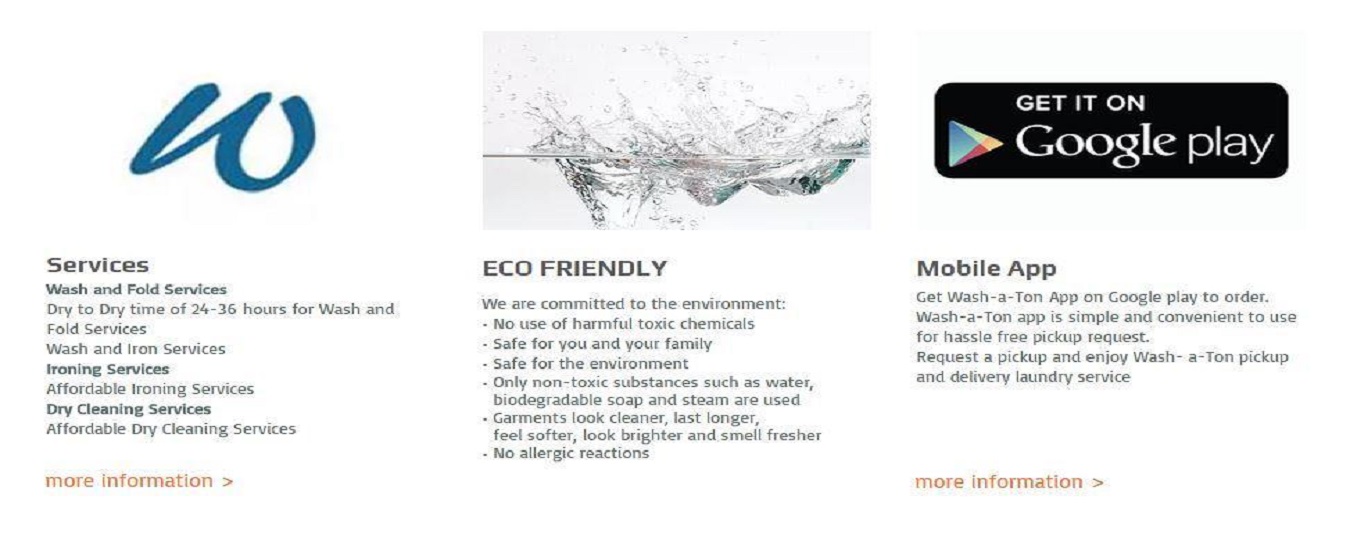 w
GET IT ON
Google play
Services
Wash and Fold Services
Dry to Dry time of 24-36 hours for Wash and
Fold Services
Wash and Iron Services
Ironing Services
Affordable Ironing Services
Dry Cleaning Services
Affordable Dry Cleaning Services
more information >
ECO FRIENDLY
We are committed to the environment:
- No use of harmful toxic chemicals
- Safe for you and your family
- Safe for the environment
- Only non-toxic substances such as water,
biodegradable soap and steam are used
- Garments look cleaner, last longer,
feel softer, look brighter and smell fresher
- No allergic reactions
Mobile App
Get Wash-a-Ton App on Google play to order.
Wash-a-Ton app is simple and convenient to use
for hassle free pickup request.
Request a pickup and enjoy Wash- a-Ton pickup
and delivery laundry service
more information >